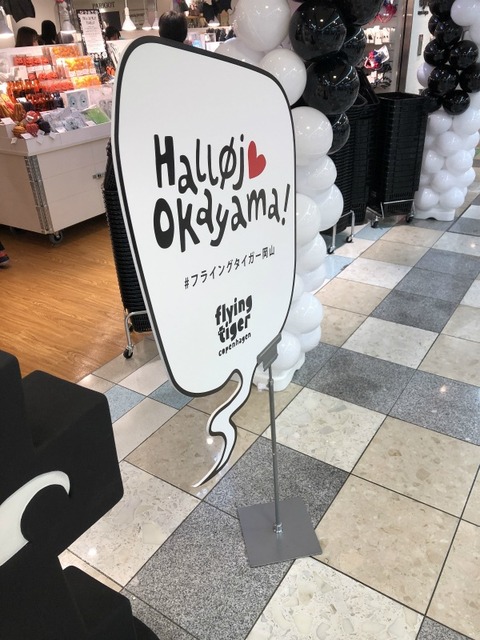 Halløj
Okayama!
#フライングタイガー岡山
flying
tiger
copenhagen